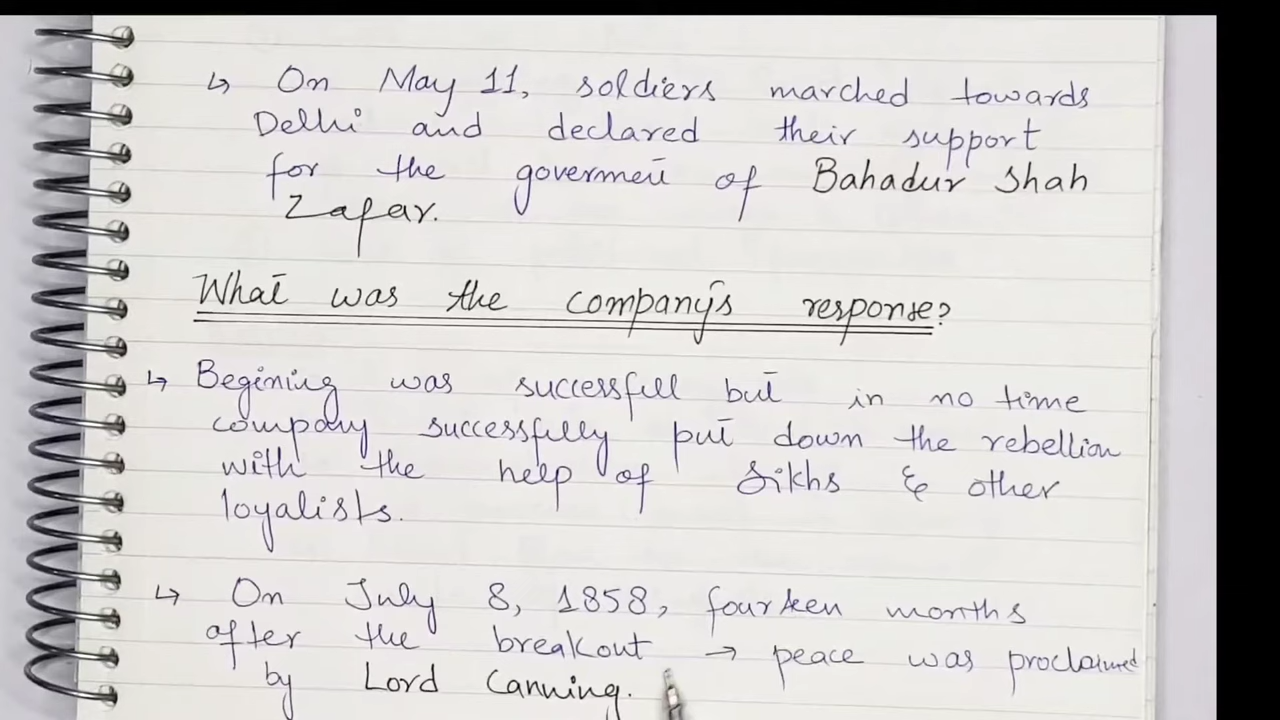 ↳ On May 11, soldiers marched towards
Delhi and declared their support
for the goverment of Bahadur Shah
Zafar.
What was the company's response?
↳ Begining was successfull but in no time
company successfully put down the rebellion
with the help of Sikhs & other
loyalists.
↳ On July 8, 1858, fourteen months
after the breakout → peace was proclaimed
by Lord Canning.